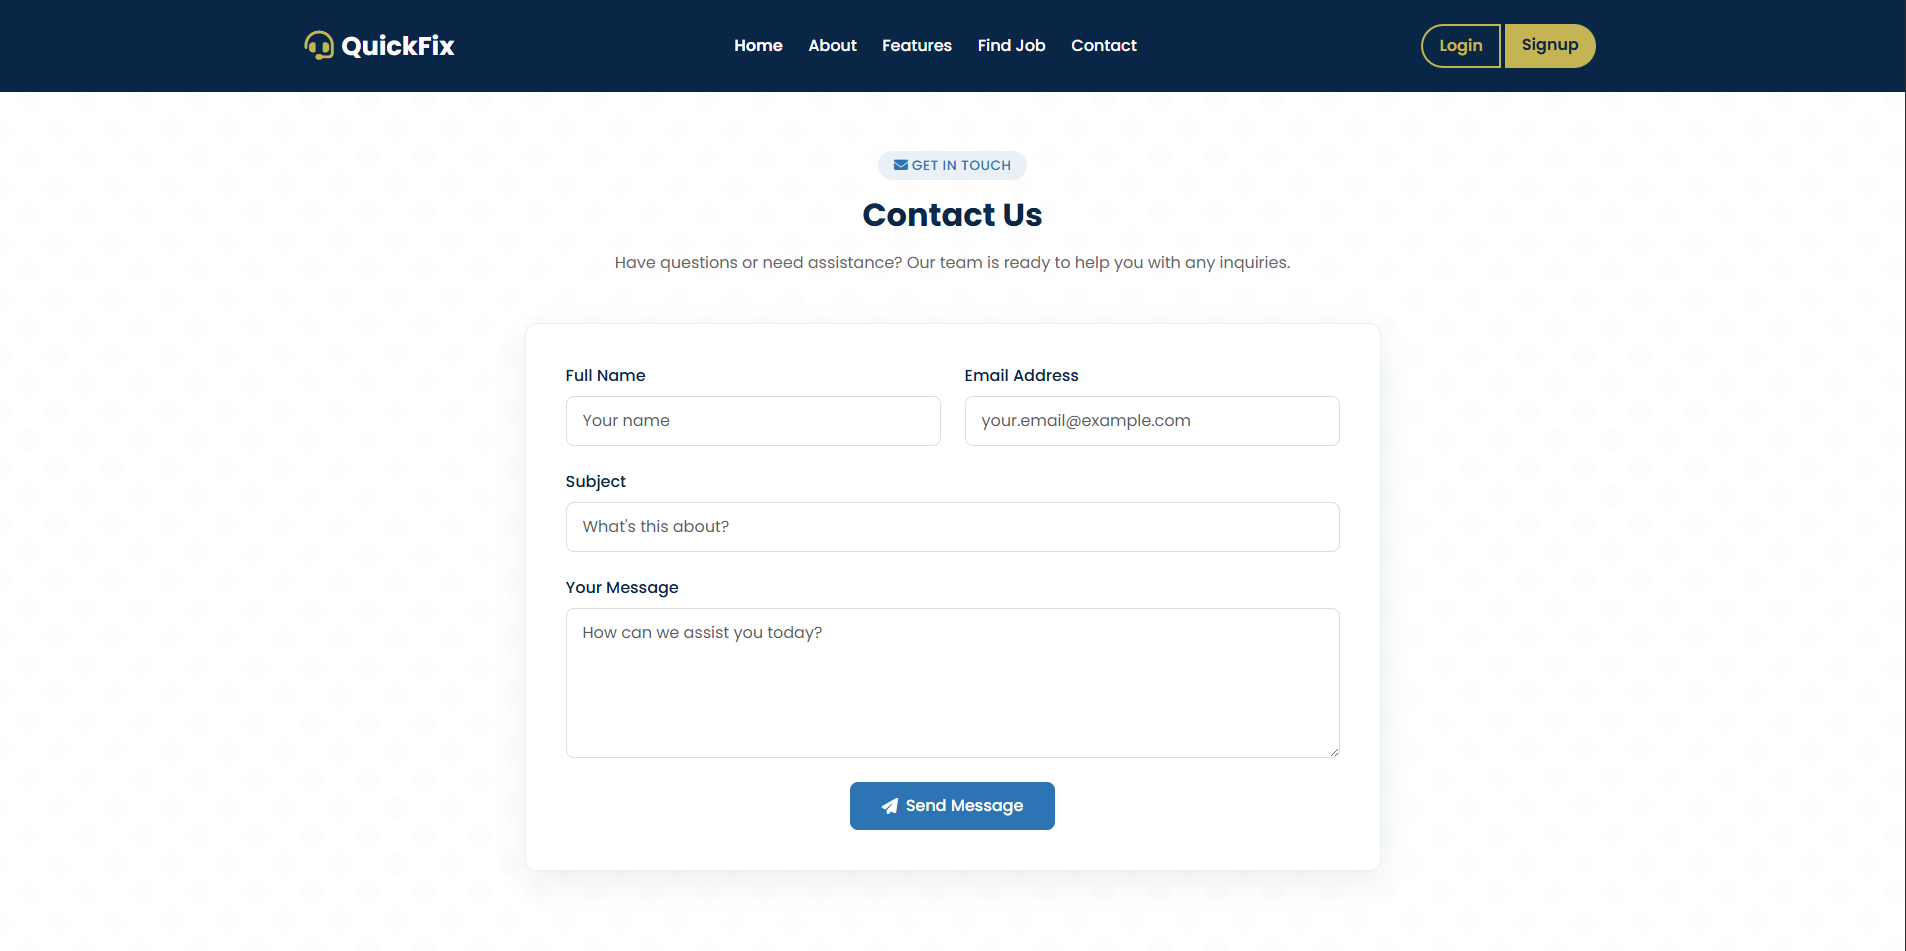 QuickFix
Home About Features Find Job Contact
Login Signup
GET IN TOUCH
Contact Us
Have questions or need assistance? Our team is ready to help you with any inquiries.
Full Name Email Address
Your name your.email@example.com
Subject
What's this about?
Your Message
How can we assist you today?
Send Message